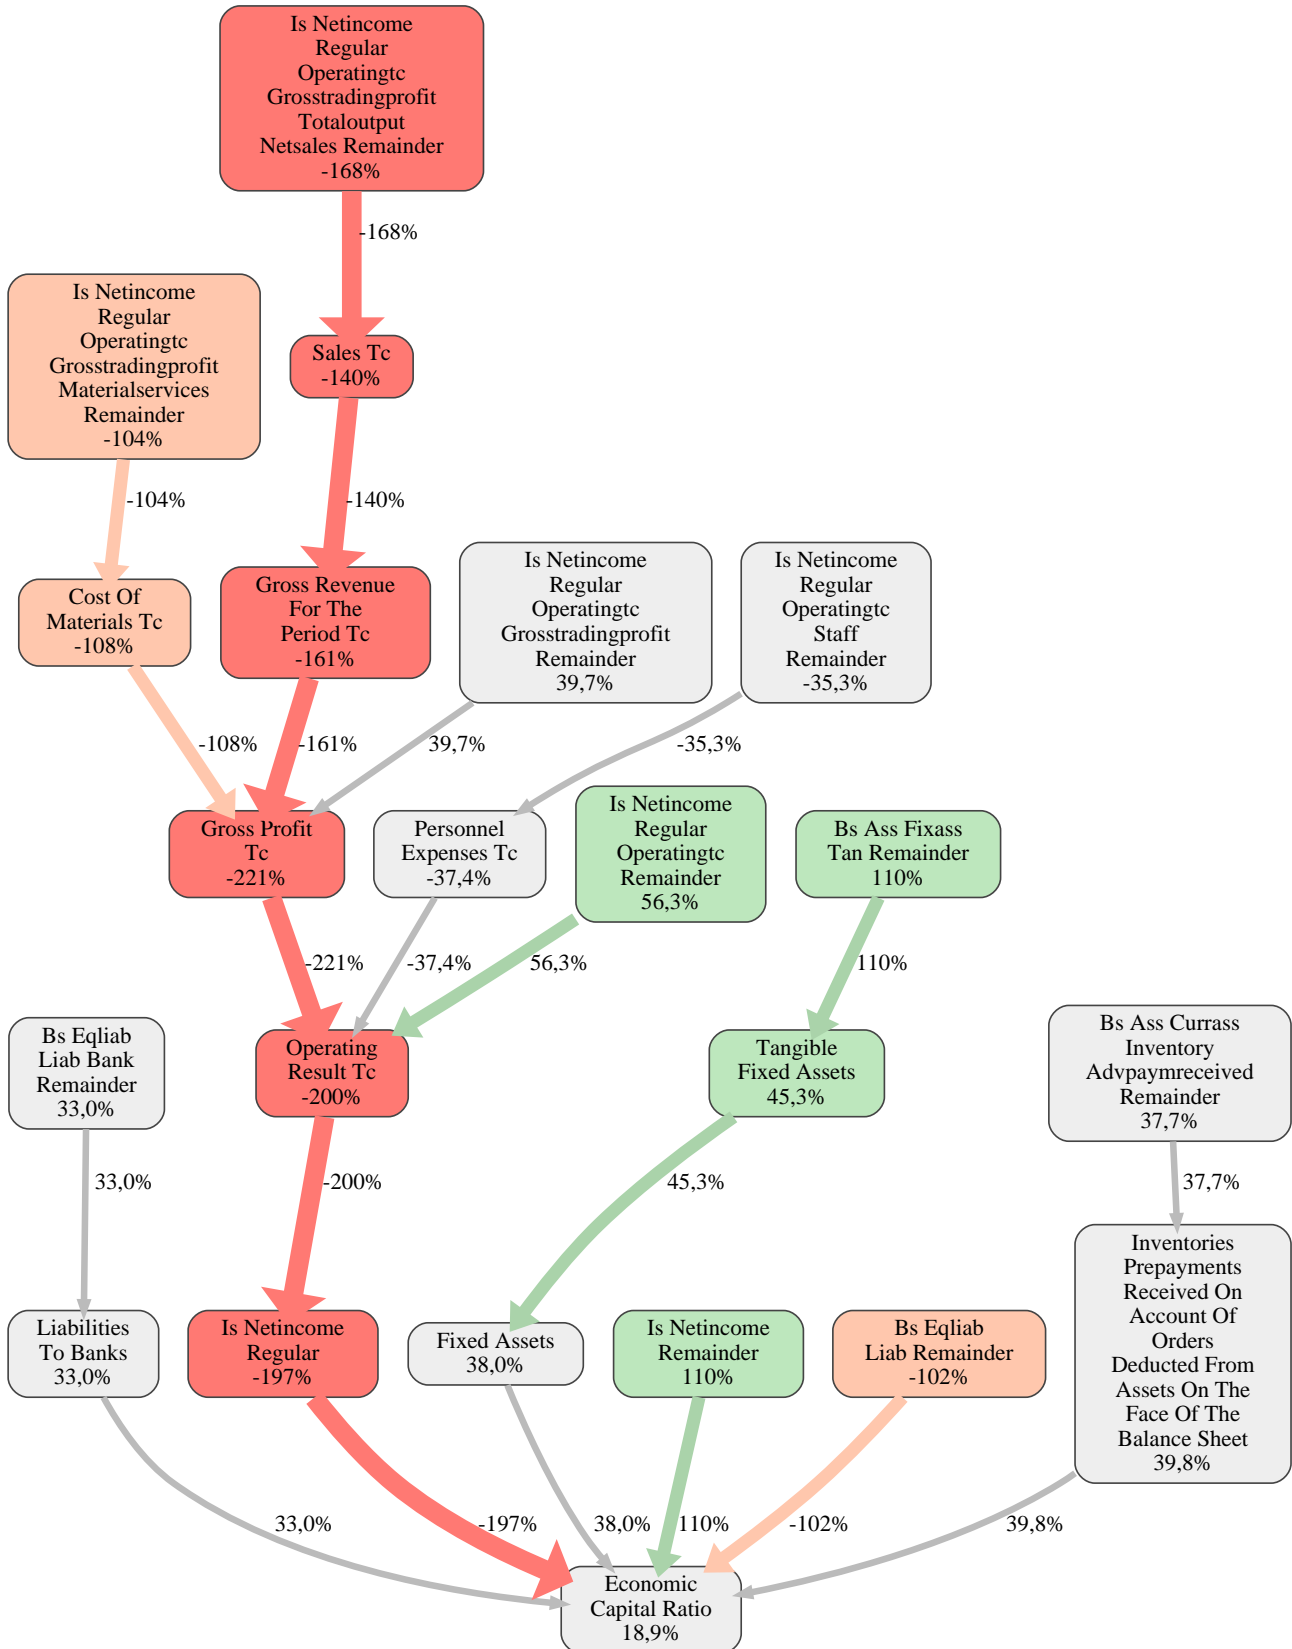 Is Netincome
Regular
Operatingtc
Grosstradingprofit
Totaloutput
Netsales Remainder
-168%
-168%
Is Netincome
Regular
Operatingtc
Grosstradingprofit
Materialservices
Remainder
-104%
Sales Tc
-140%
-104%
-140%
Cost Of
Materials Tc
-108%
Gross Revenue
For The
Period Tc
-161%
Is Netincome
Regular
Operatingtc
Grosstradingprofit
Remainder
39,7%
Is Netincome
Regular
Operatingtc
Staff
Remainder
-35,3%
-108%
-161%
39,7%
-35,3%
Gross Profit
Tc
-221%
Personnel
Expenses Tc
-37,4%
Is Netincome
Regular
Operatingtc
Remainder
56,3%
Bs Ass Fixass
Tan Remainder
110%
-221%
-37,4%
56,3%
110%
Bs Eqliab
Liab Bank
Remainder
33,0%
Operating
Result Tc
-200%
Tangible
Fixed Assets
45,3%
Bs Ass Currass
Inventory
Advpaymreceived
Remainder
37,7%
33,0%
-200%
45,3%
37,7%
Liabilities
To Banks
33,0%
Is Netincome
Regular
-197%
Fixed Assets
38,0%
Is Netincome
Remainder
110%
Bs Eqliab
Liab Remainder
-102%
Inventories
Prepayments
Received On
Account Of
Orders
Deducted From
Assets On The
Face Of The
Balance Sheet
39,8%
33,0%
-197%
38,0%
110%
-102%
39,8%
Economic
Capital Ratio
18,9%